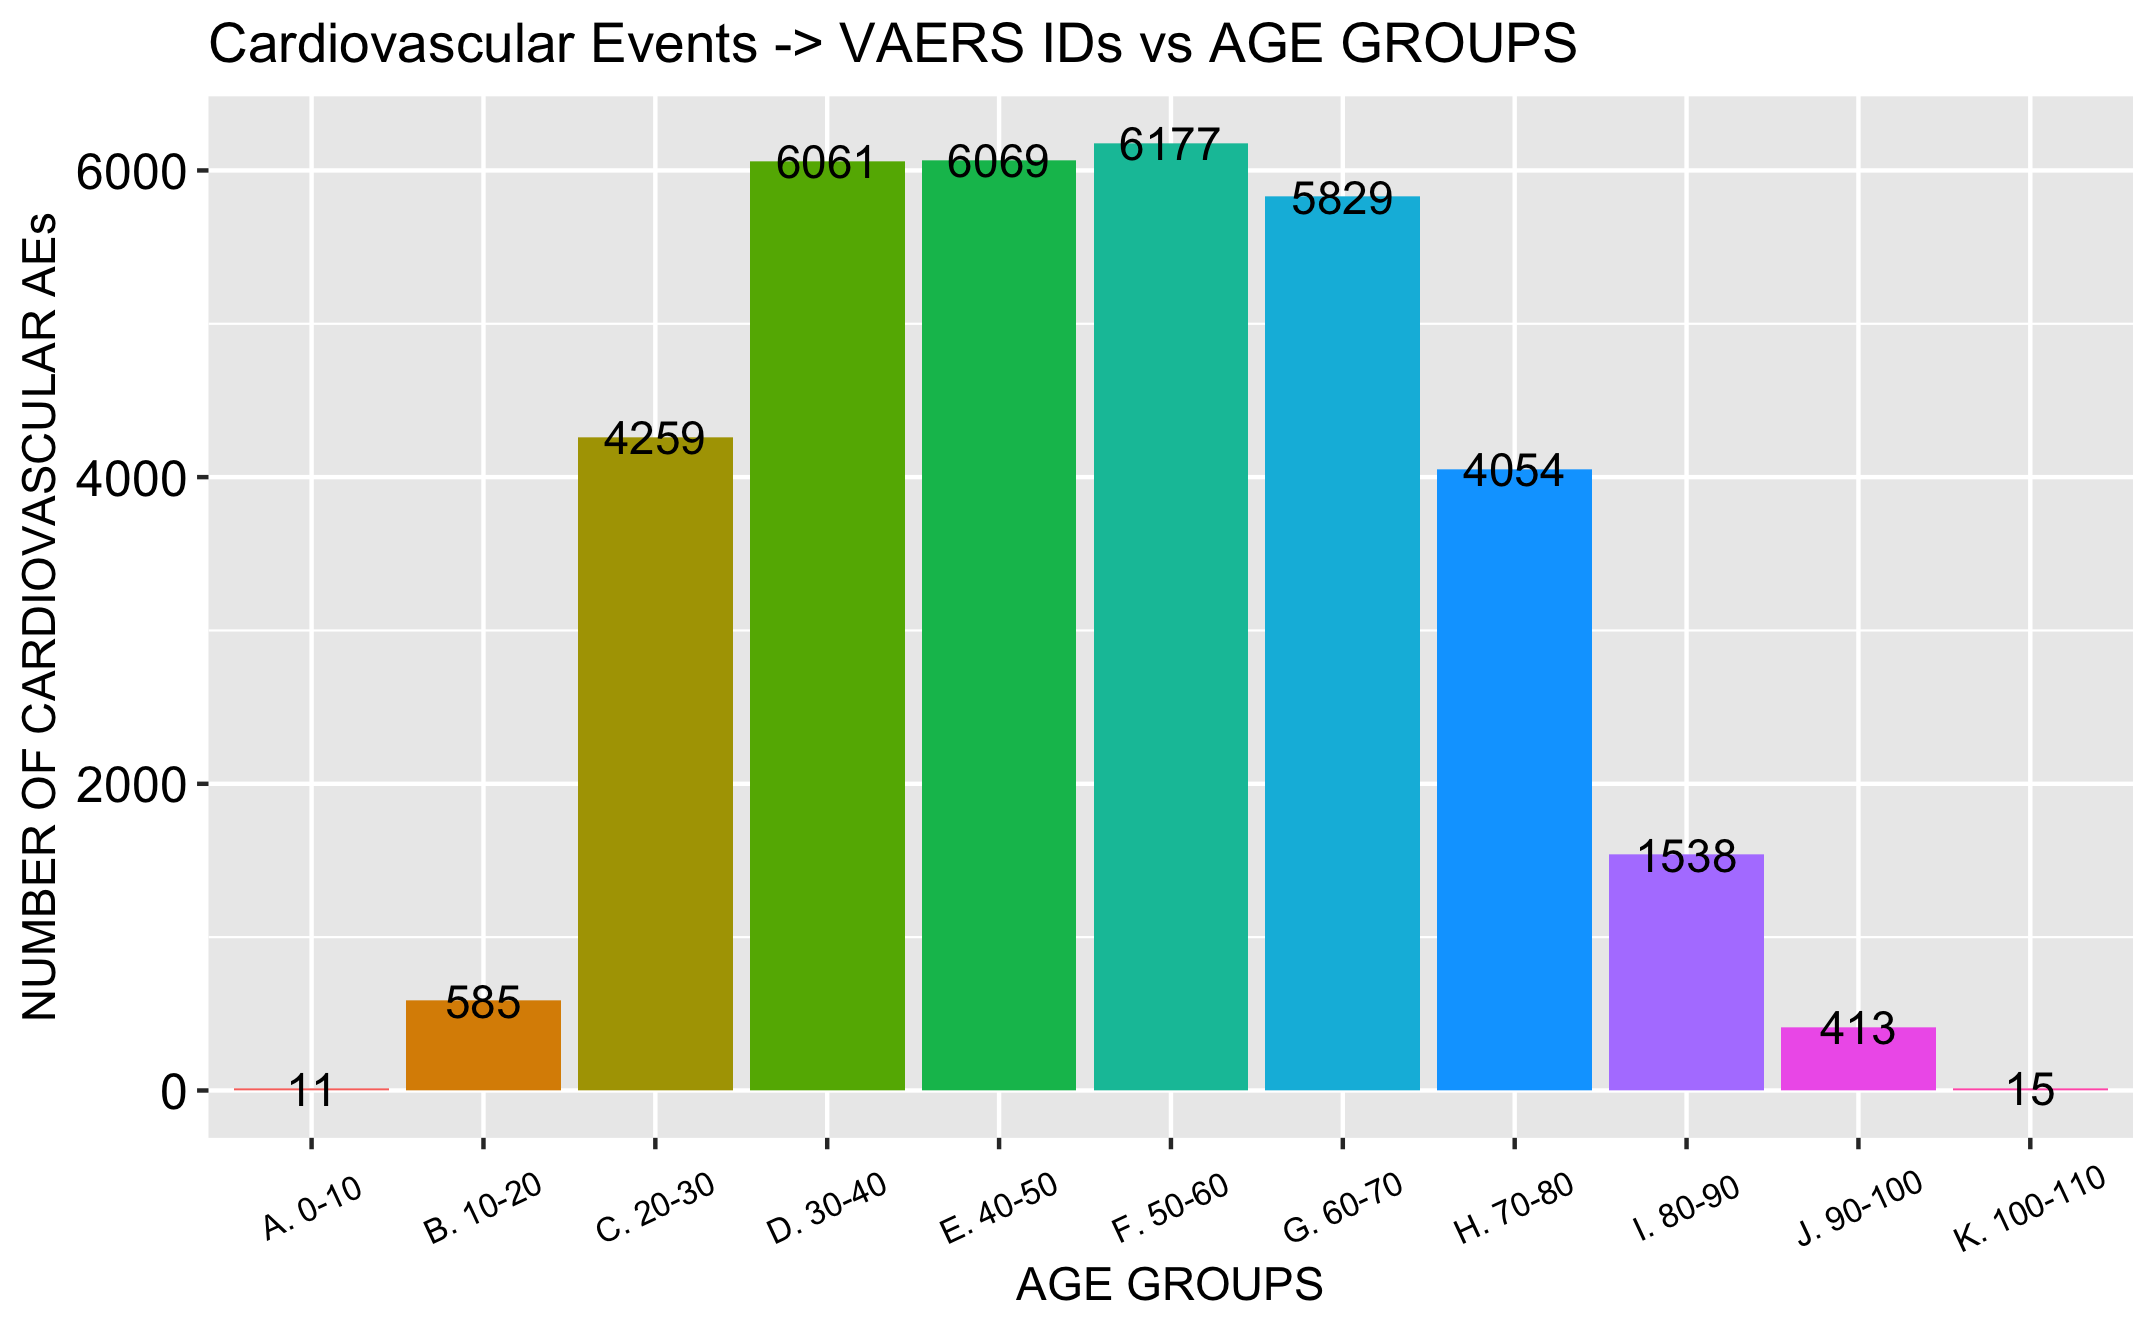 Cardiovascular Events -> VAERS IDs vs AGE GROUPS
NUMBER OF CARDIOVASCULAR AEs
6000
4000
2000
0
11
585
4259
6061
6069
6177
5829
4054
1538
413
15
A. 0-10
B. 10-20
C. 20-30
D. 30-40
E. 40-50
F. 50-60
G. 60-70
H. 70-80
I. 80-90
J. 90-100
K. 100-110
AGE GROUPS